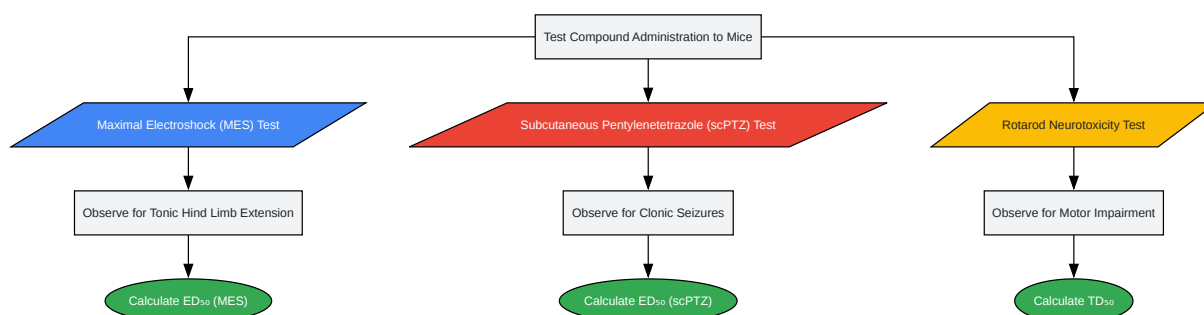 Test Compound Administration to Mice
Maximal Electroshock (MES) Test
Subcutaneous Pentylenetetrazole (scPTZ) Test
Rotarod Neurotoxicity Test
Observe for Tonic Hind Limb Extension
Observe for Clonic Seizures
Observe for Motor Impairment
Calculate ED₅₀ (MES)
Calculate ED₅₀ (scPTZ)
Calculate TD₅₀